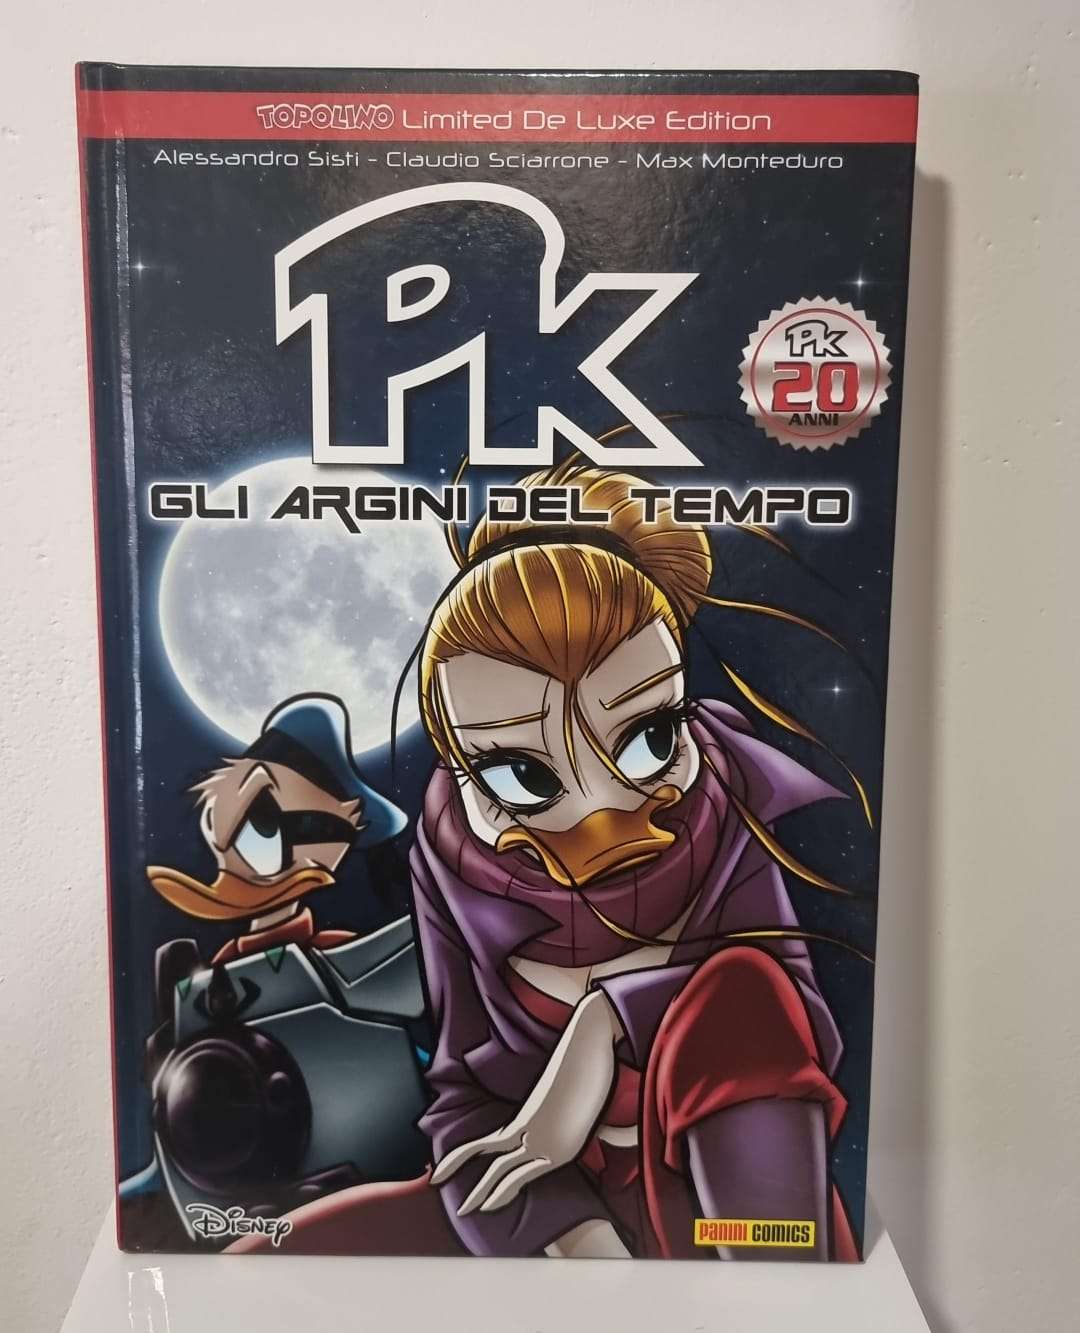 TOPOLINO Limited De Luxe Edition
Alessandro Sisti - Claudio Sciarrone - Max Monteduro
PK
PK
20
ANNI
GLI ARGINI DEL TEMPO
Disney
PANINI COMICS